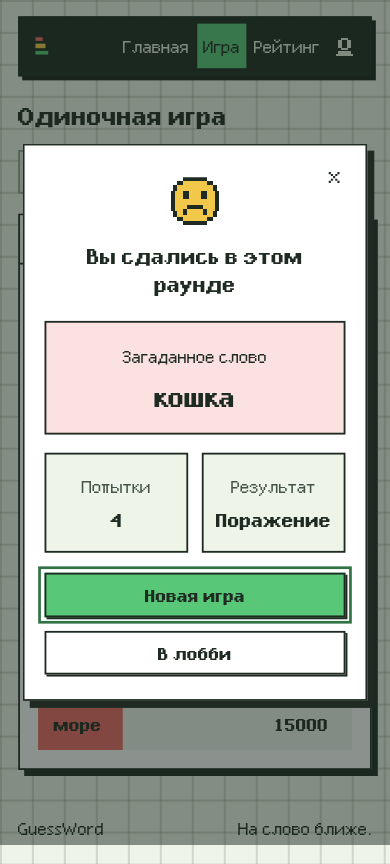 Главная Игра Рейтинг
Одиночная игра
Вы сдались в этом
раунде
Загаданное слово
кошка
Попытки
4
Результат
Поражение
Новая игра
В лобби
море 15000
GuessWord На слово ближе.